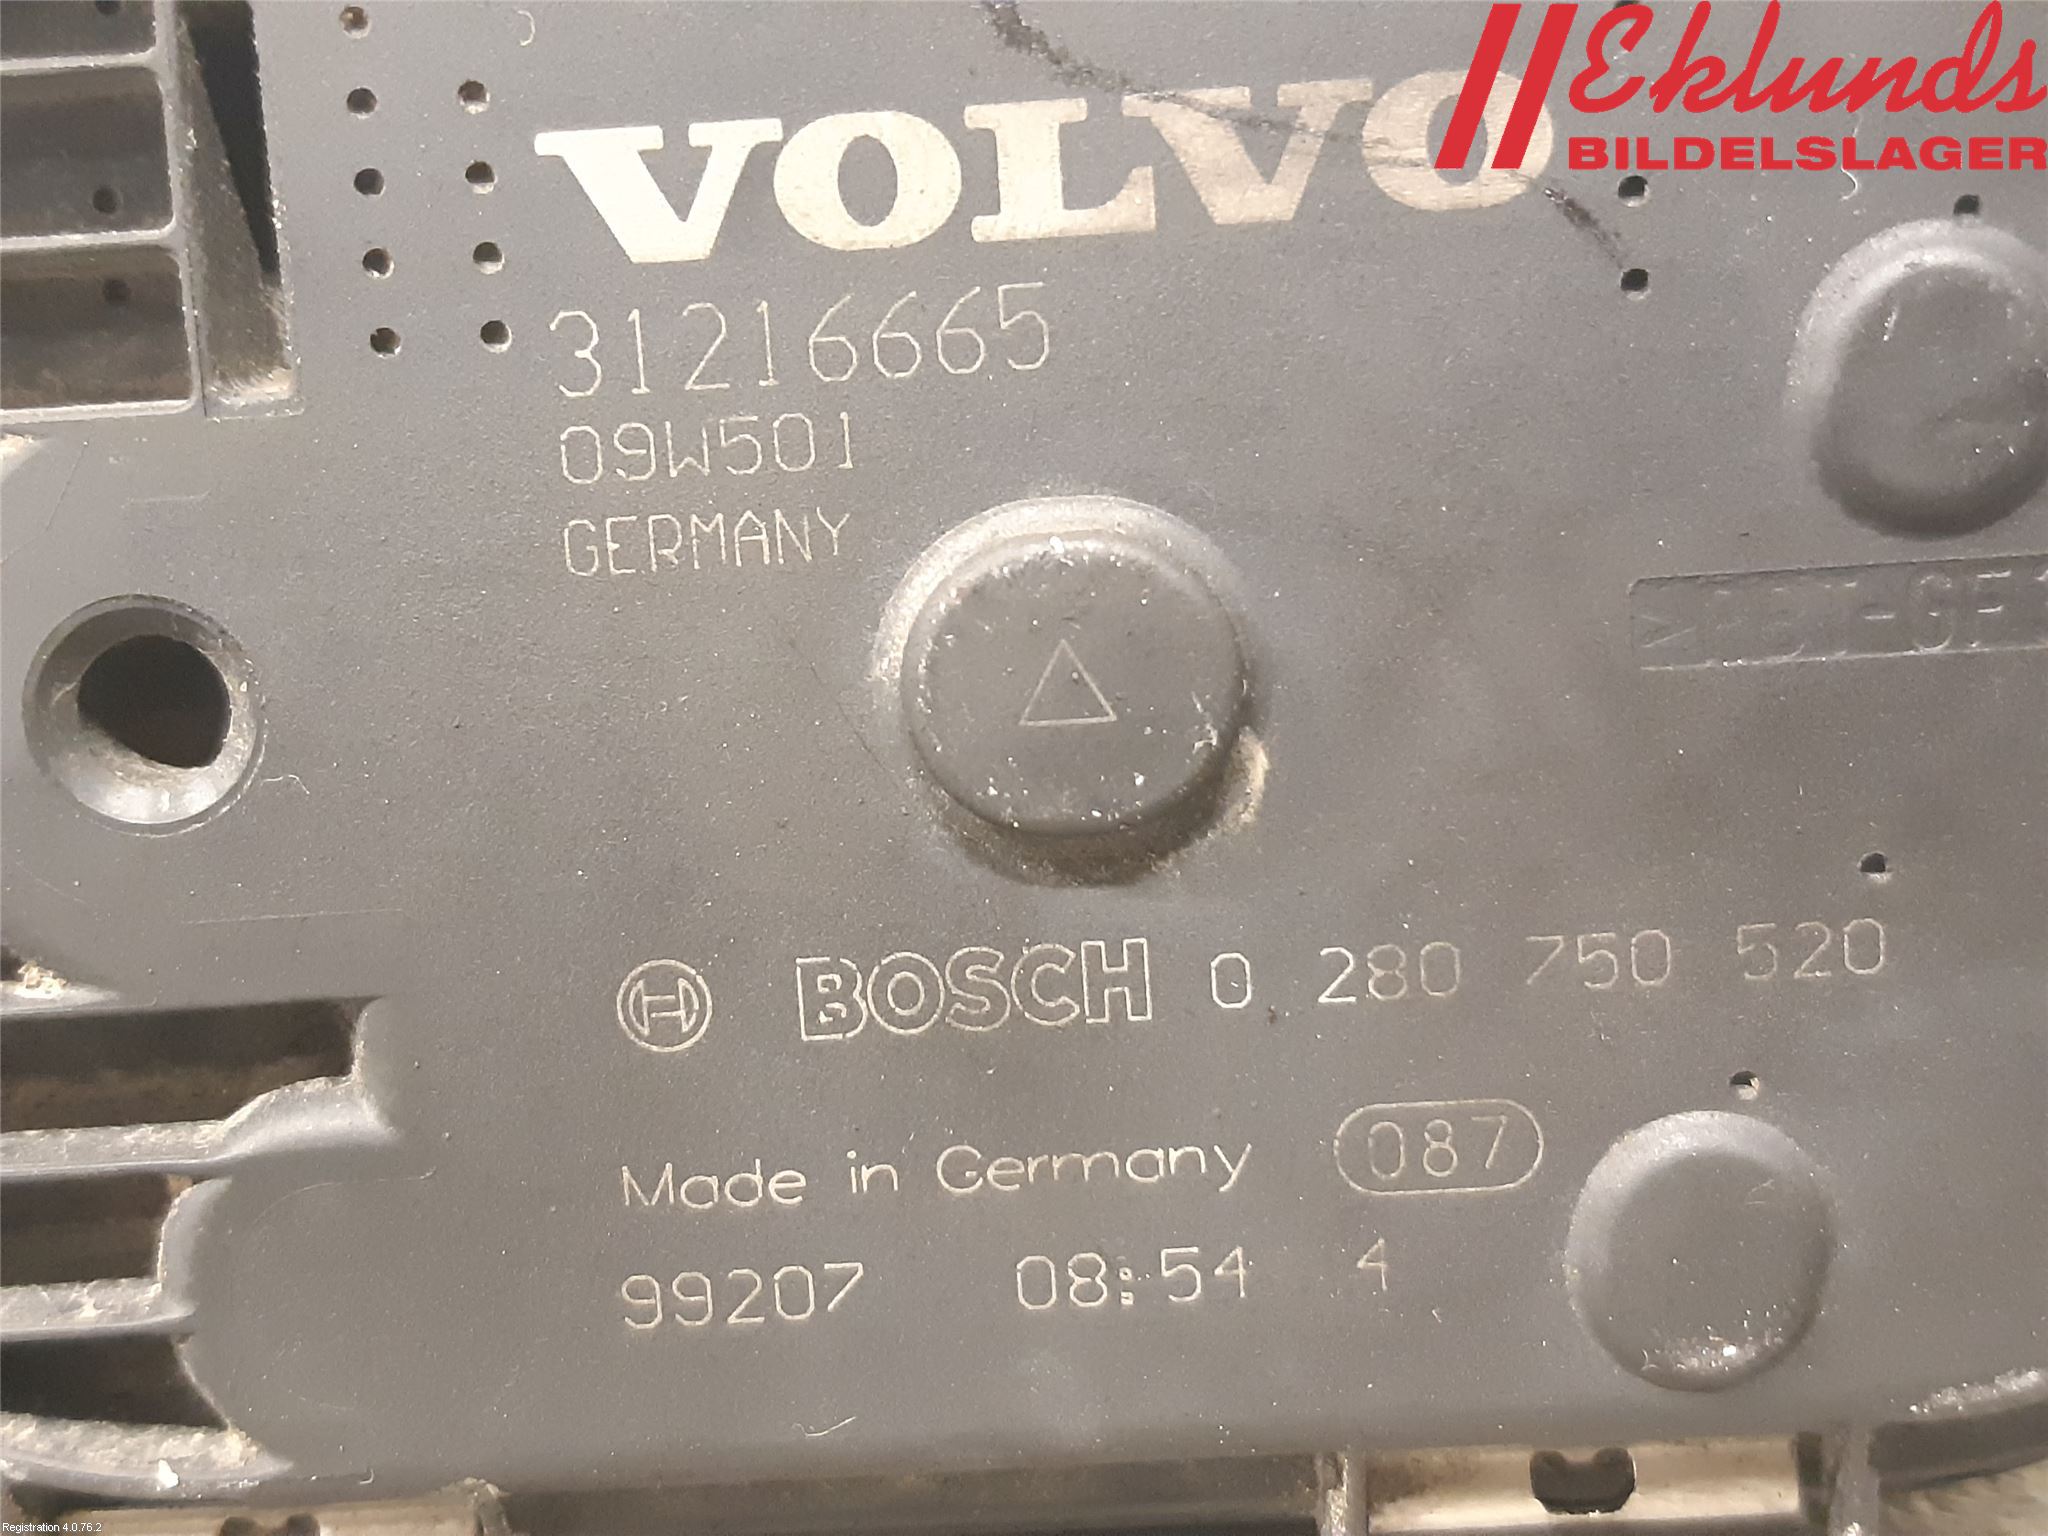 Eklunds
BILDELSLAGER
VOLVO
31216665
09W501
GERMANY
BOSCH 0 280 750 520
Made in Germany 087
99207 08:54 4
Registration 4.0.76.2